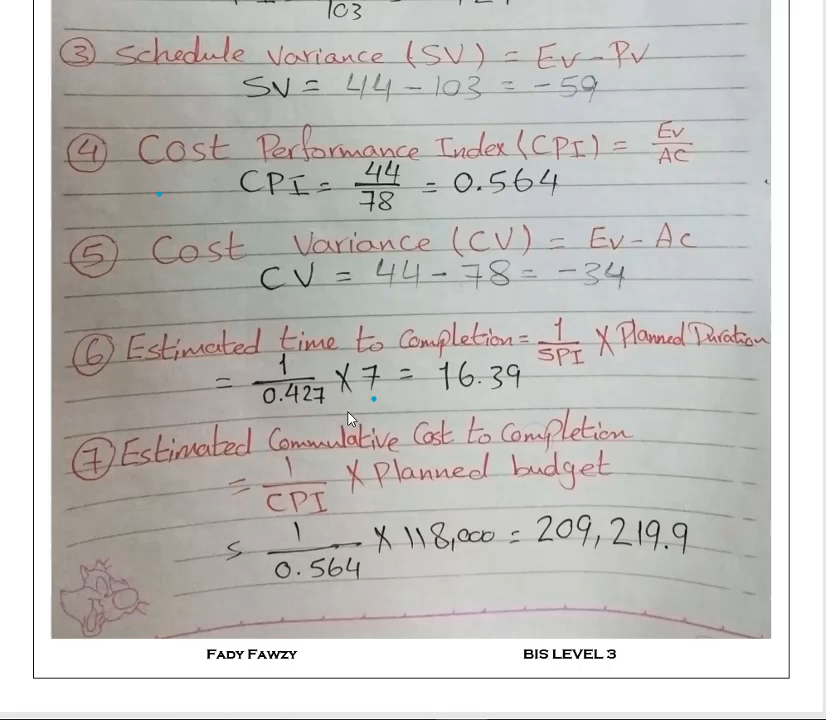 103
③ Schedule Variance (SV) = EV - PV
SV = 44 - 103 = -59
④ Cost Performance Index (CPI) = EV/AC
CPI = 44/78 = 0.564
⑤ Cost Variance (CV) = EV - AC
CV = 44 - 78 = -34
⑥ Estimated time to Completion = 1/SPI X Planned Duration
= 1/0.427 X 7 = 16.39
⑦ Estimated Commulative Cost to Completion
= 1/CPI X Planned budget
= 1/0.564 X 118,000 = 209,219.9
FADY FAWZY BIS LEVEL 3